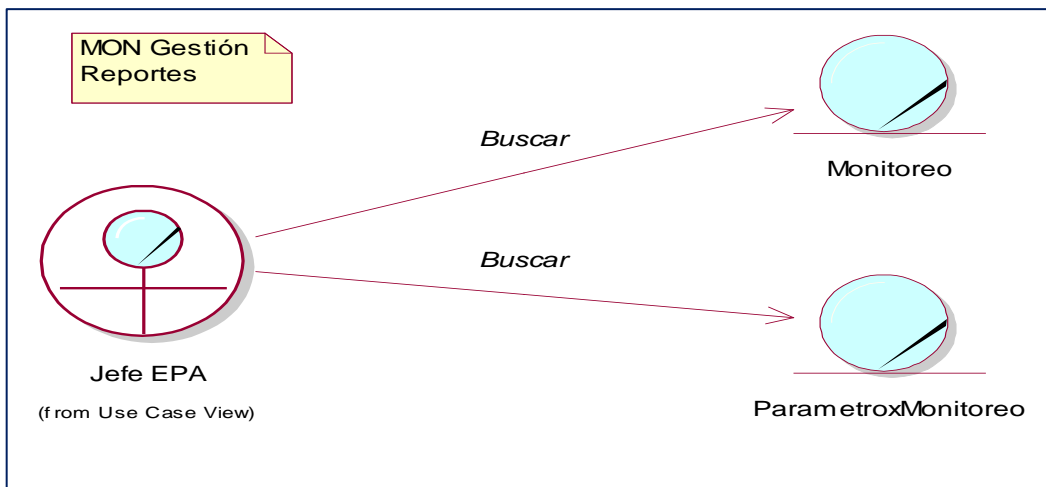 MON Gestión
Reportes
Buscar
Monitoreo
Buscar
Jefe EPA
(from Use Case View)
ParametroxMonitoreo